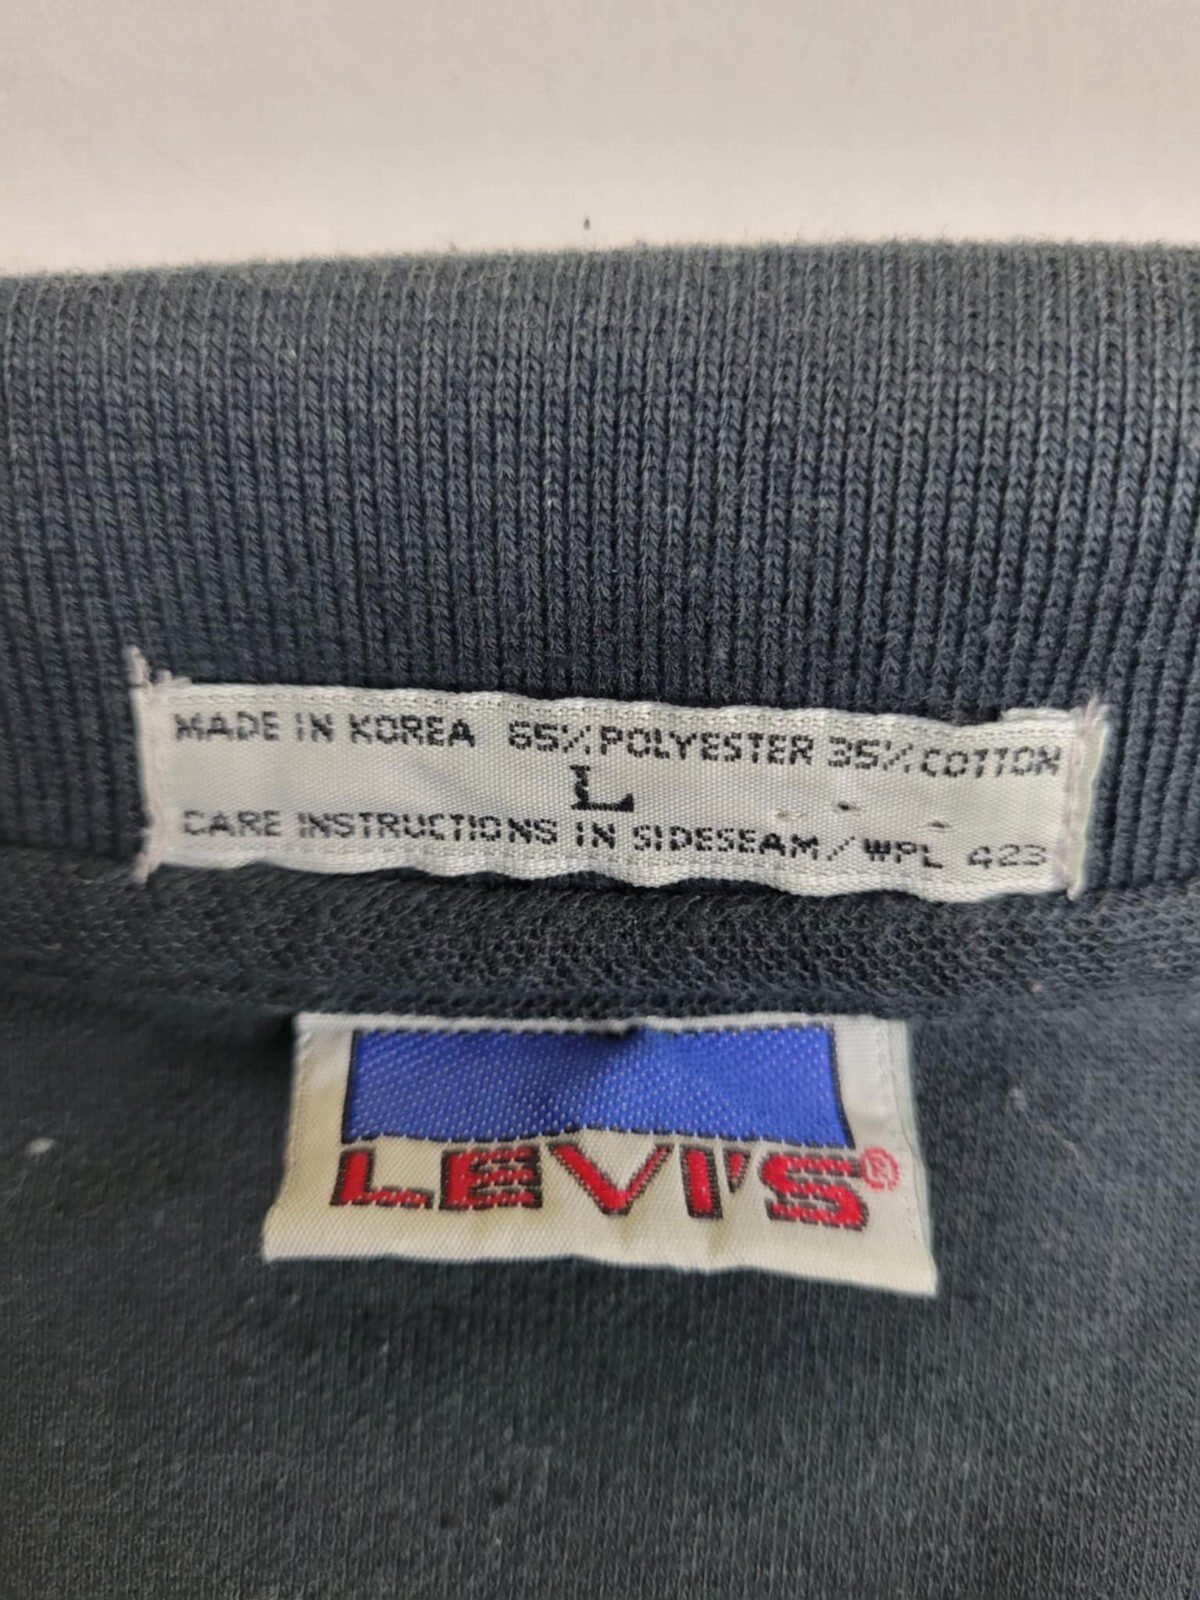 MADE IN KOREA 65% POLYESTER 35% COTTON
L
CARE INSTRUCTIONS IN SIDESEAM/WPL 423
LEVI'S®